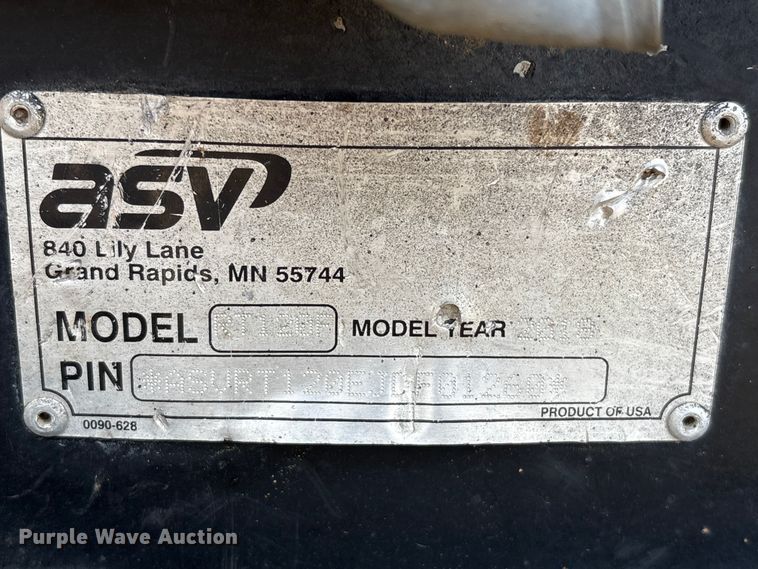 asv
840 Lily Lane
Grand Rapids, MN 55744
MODEL MODEL YEAR
PIN
PRODUCT OF USA
0090-628
Purple Wave Auction